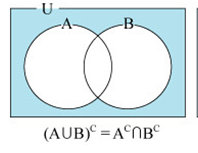 U
A B
(A∪B)ᶜ = Aᶜ∩Bᶜ